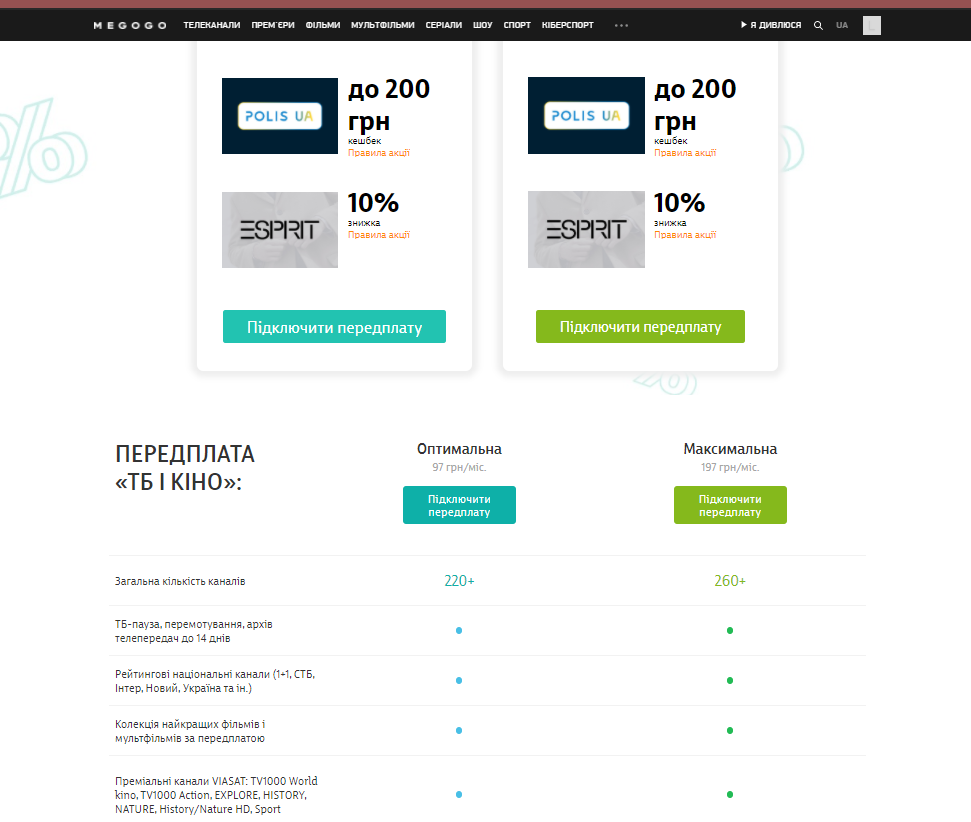 MEGOGO ТЕЛЕКАНАЛИ ПРЕМ'ЄРИ ФІЛЬМИ МУЛЬТФІЛЬМИ СЕРІАЛИ ШОУ СПОРТ КІБЕРСПОРТ ... Я ДИВЛЮСЯ UA
POLIS UA
до 200
грн
кешбек
Правила акції
ESPRIT
10%
знижка
Правила акції
Підключити передплату
POLIS UA
до 200
грн
кешбек
Правила акції
ESPRIT
10%
знижка
Правила акції
Підключити передплату
%
%
ПЕРЕДПЛАТА
«ТБ І КІНО»:
Оптимальна
97 грн/міс.
Підключити
передплату
Максимальна
197 грн/міс.
Підключити
передплату
Загальна кількість каналів 220+ 260+
ТБ-пауза, перемотування, архів
телепередач до 14 днів
Рейтингові національні канали (1+1, СТБ,
Інтер, Новий, Україна та ін.)
Колекція найкращих фільмів і
мультфільмів за передплатою
Преміальні канали VIASAT: TV1000 World
kino, TV1000 Action, EXPLORE, HISTORY,
NATURE, History/Nature HD, Sport